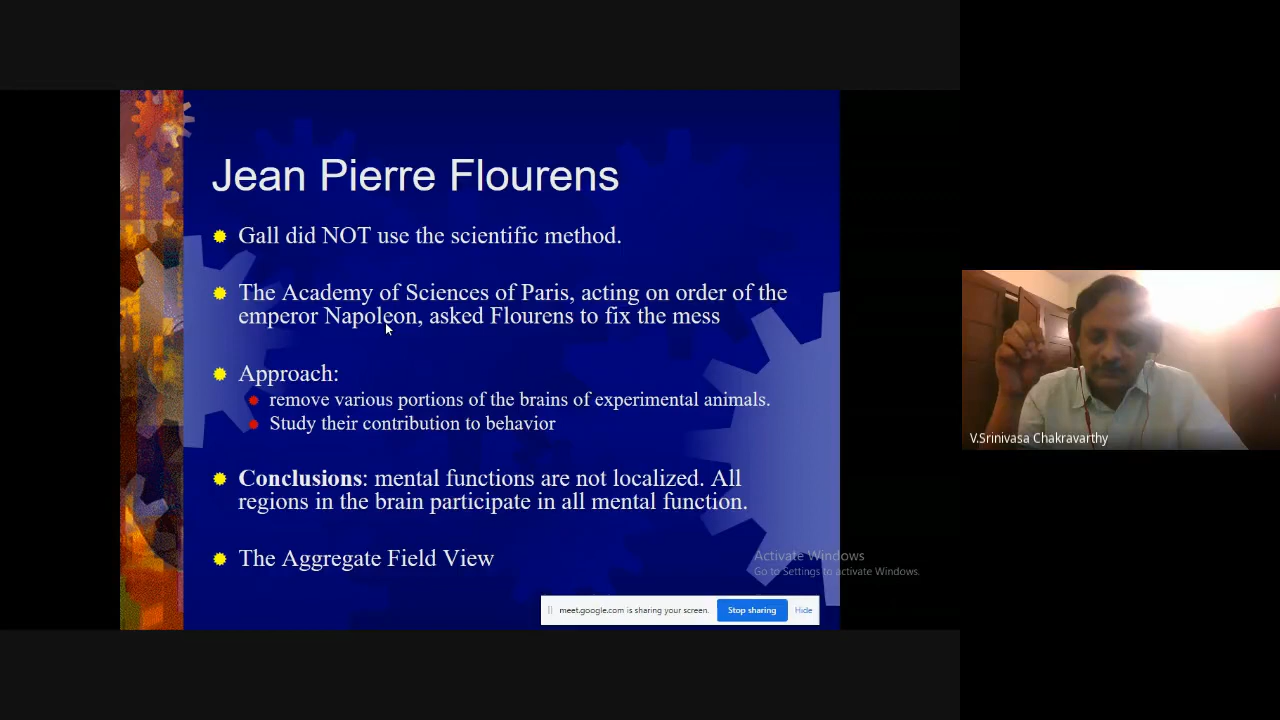 Jean Pierre Flourens
Gall did NOT use the scientific method.
The Academy of Sciences of Paris, acting on order of the
emperor Napoleon, asked Flourens to fix the mess
Approach:
remove various portions of the brains of experimental animals.
Study their contribution to behavior
Conclusions: mental functions are not localized. All
regions in the brain participate in all mental function.
The Aggregate Field View
Activate Windows
Go to Settings to activate Windows.
meet.google.com is sharing your screen.
Stop sharing
Hide
V.Srinivasa Chakravarthy